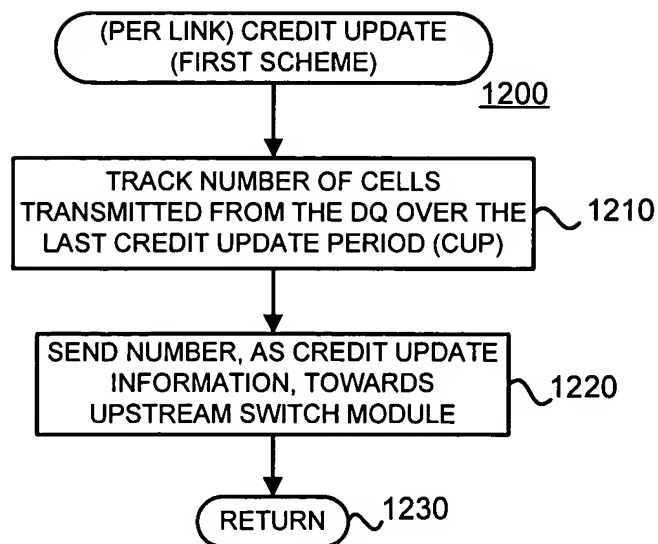 (PER LINK) CREDIT UPDATE
(FIRST SCHEME)
1200
TRACK NUMBER OF CELLS
TRANSMITTED FROM THE DQ OVER THE
LAST CREDIT UPDATE PERIOD (CUP)
1210
SEND NUMBER, AS CREDIT UPDATE
INFORMATION, TOWARDS
UPSTREAM SWITCH MODULE
1220
RETURN
1230